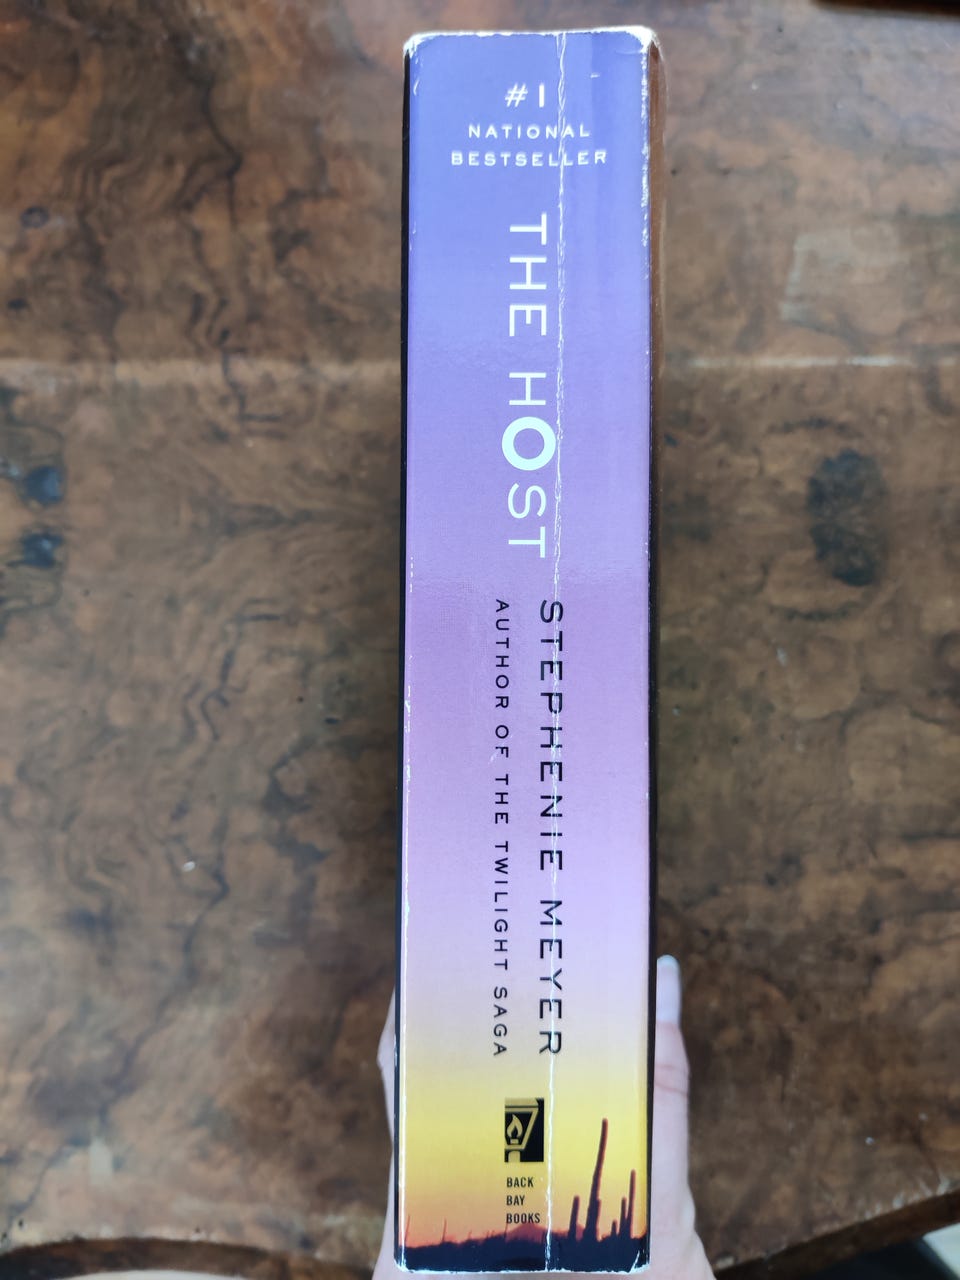 #1
NATIONAL
BESTSELLER
THE HOST
STEPHENIE MEYER
AUTHOR OF THE TWILIGHT SAGA
BACK
BAY
BOOKS